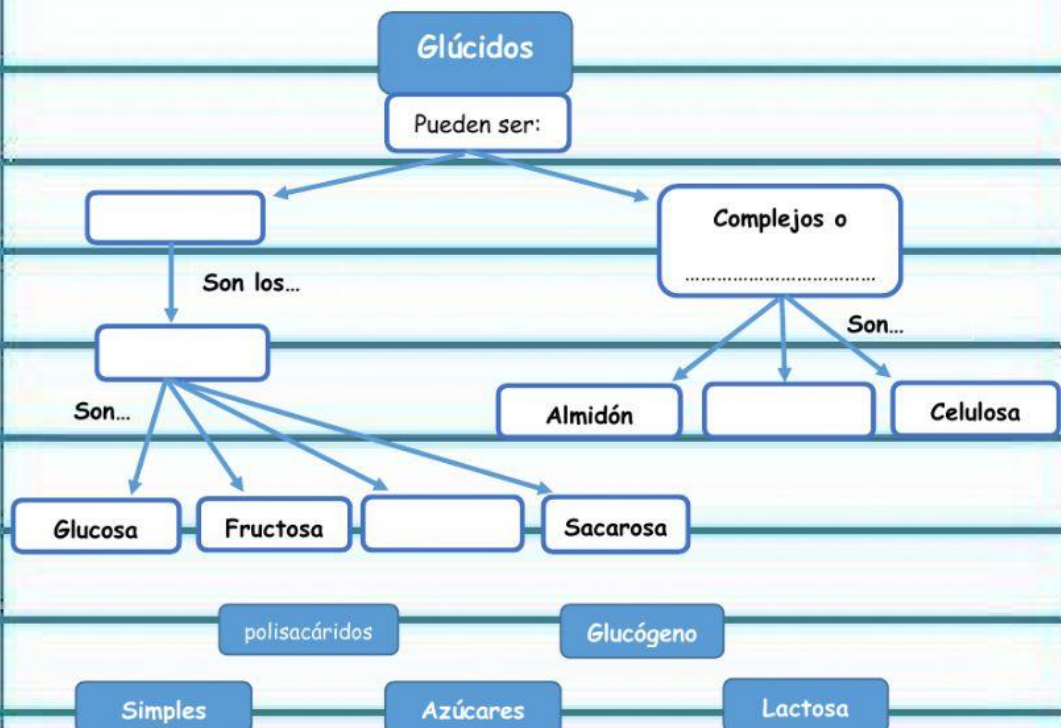 Glúcidos
Pueden ser:
Complejos o
....................................
Son los...
Son...
Son...
Almidón
Celulosa
Glucosa
Fructosa
Sacarosa
polisacáridos
Glucógeno
Simples
Azúcares
Lactosa